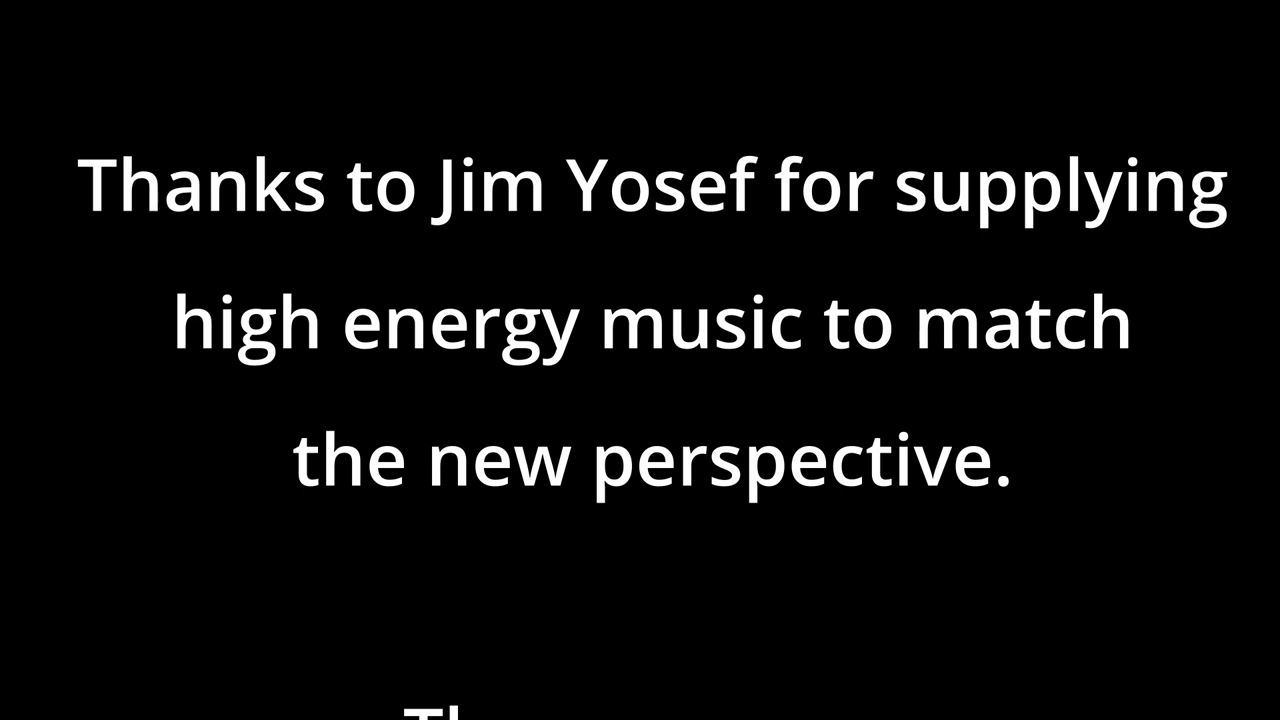 Thanks to Jim Yosef for supplying
high energy music to match
the new perspective.